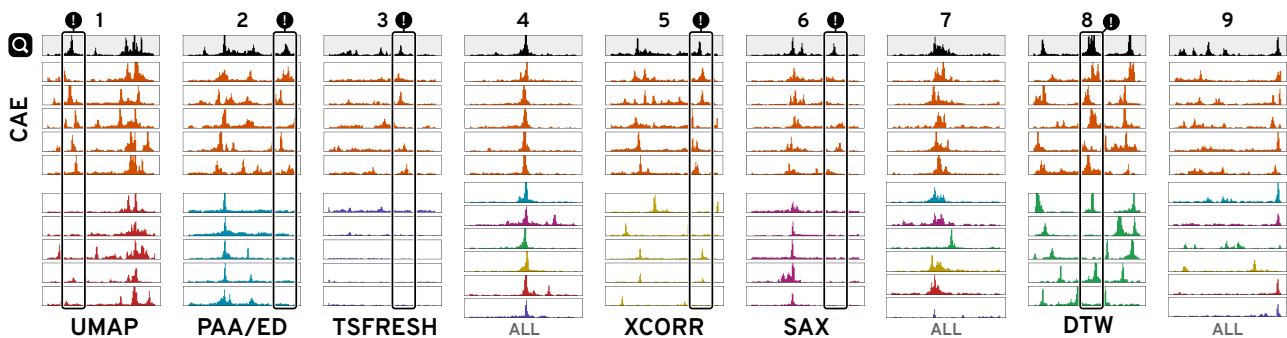 ! 1 2 ! 3 ! 4 5 ! 6 ! 7 8 ! 9
CAE
UMAP PAA/ED TSFRESH ALL XCORR SAX ALL DTW ALL